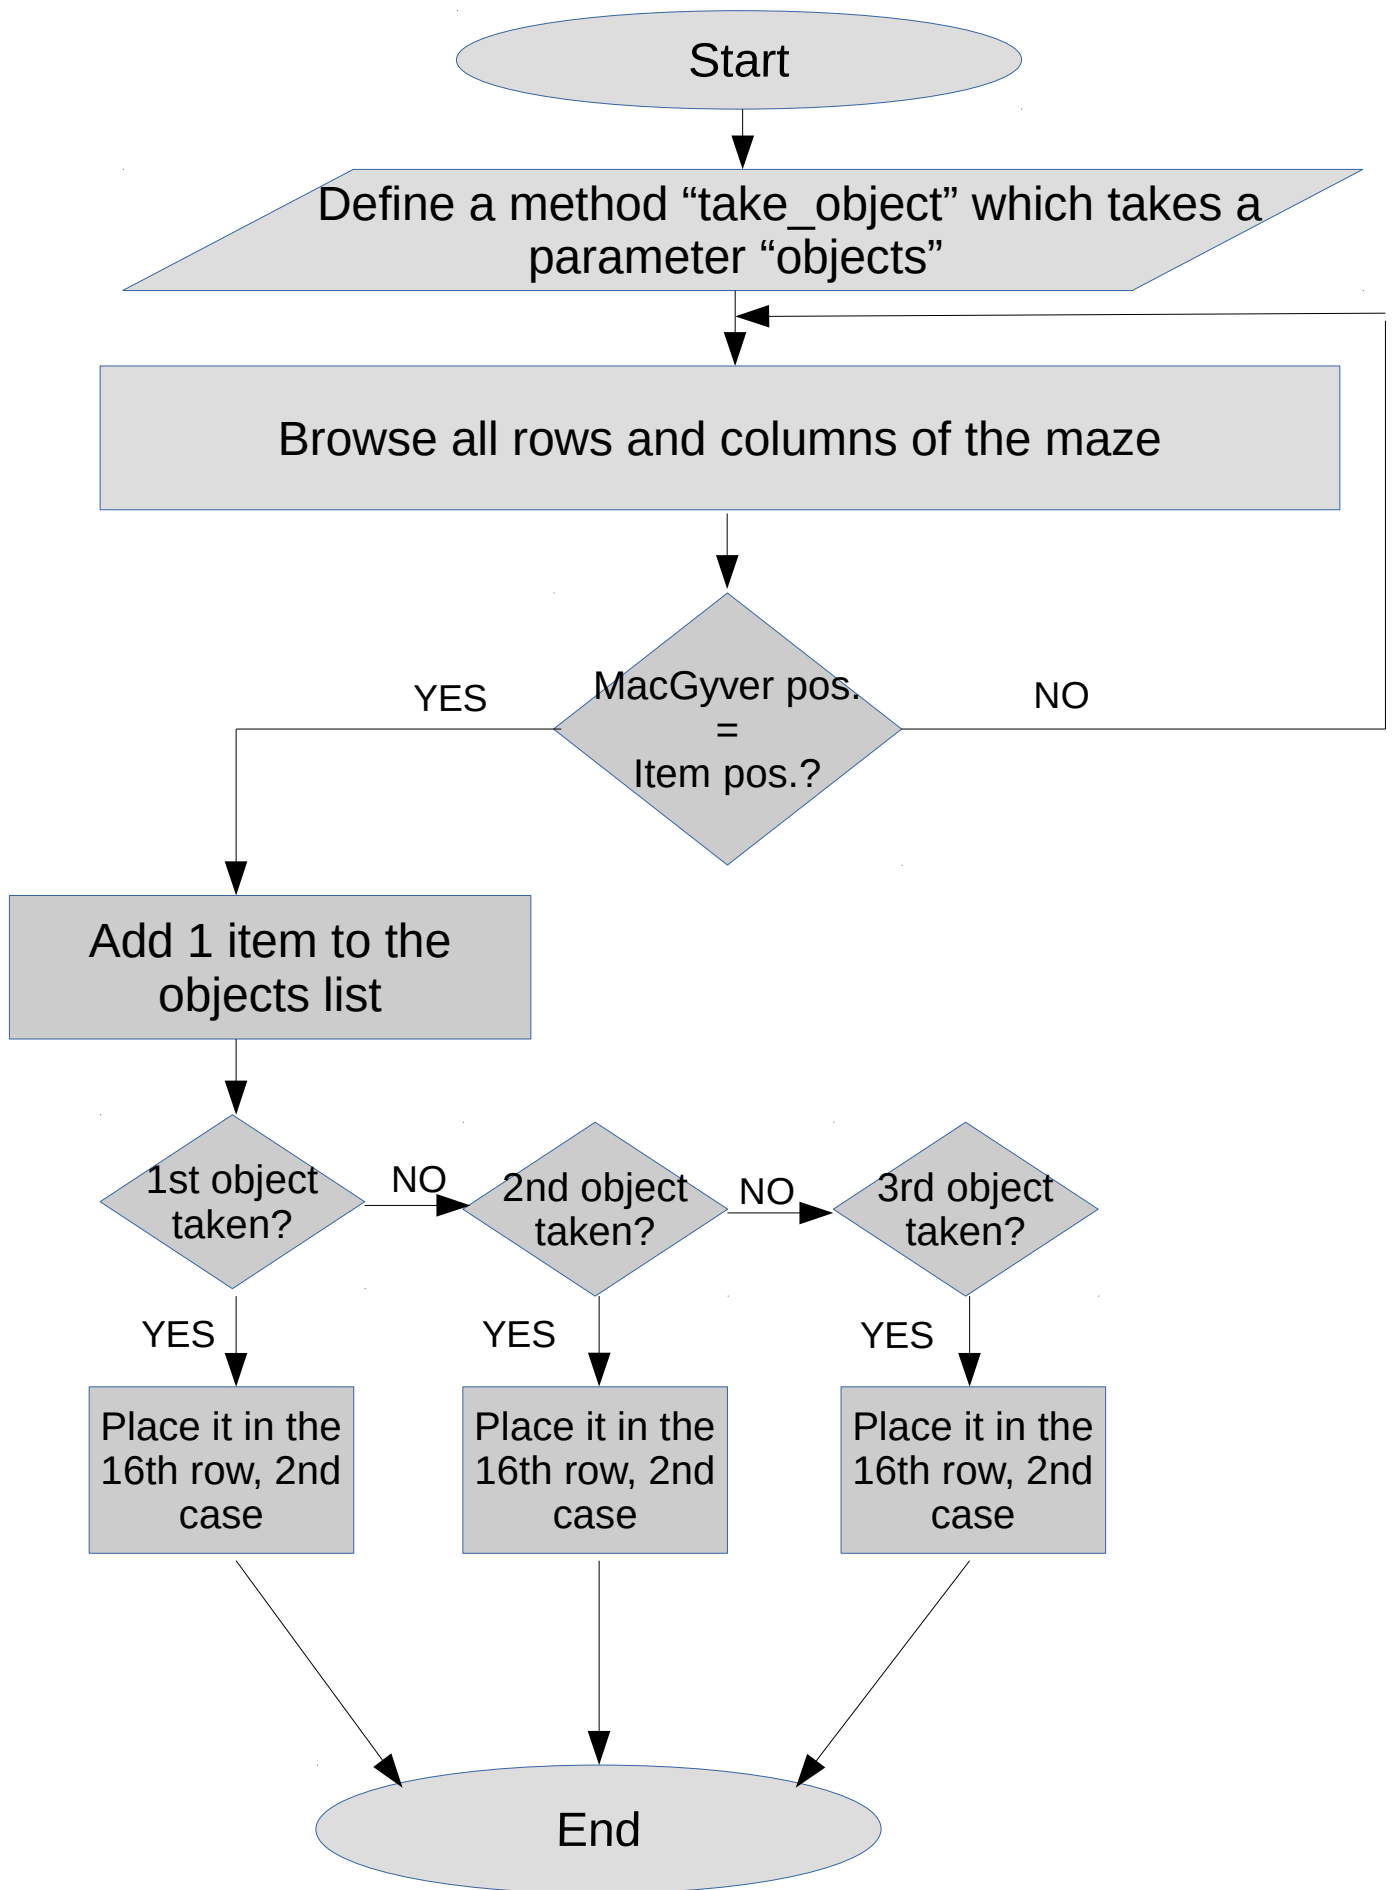 Start
Define a method “take_object” which takes a
parameter “objects”
Browse all rows and columns of the maze
MacGyver pos.
=
Item pos.?
YES
NO
Add 1 item to the
objects list
1st object
taken?
NO
2nd object
taken?
NO
3rd object
taken?
YES
YES
YES
Place it in the
16th row, 2nd
case
Place it in the
16th row, 2nd
case
Place it in the
16th row, 2nd
case
End